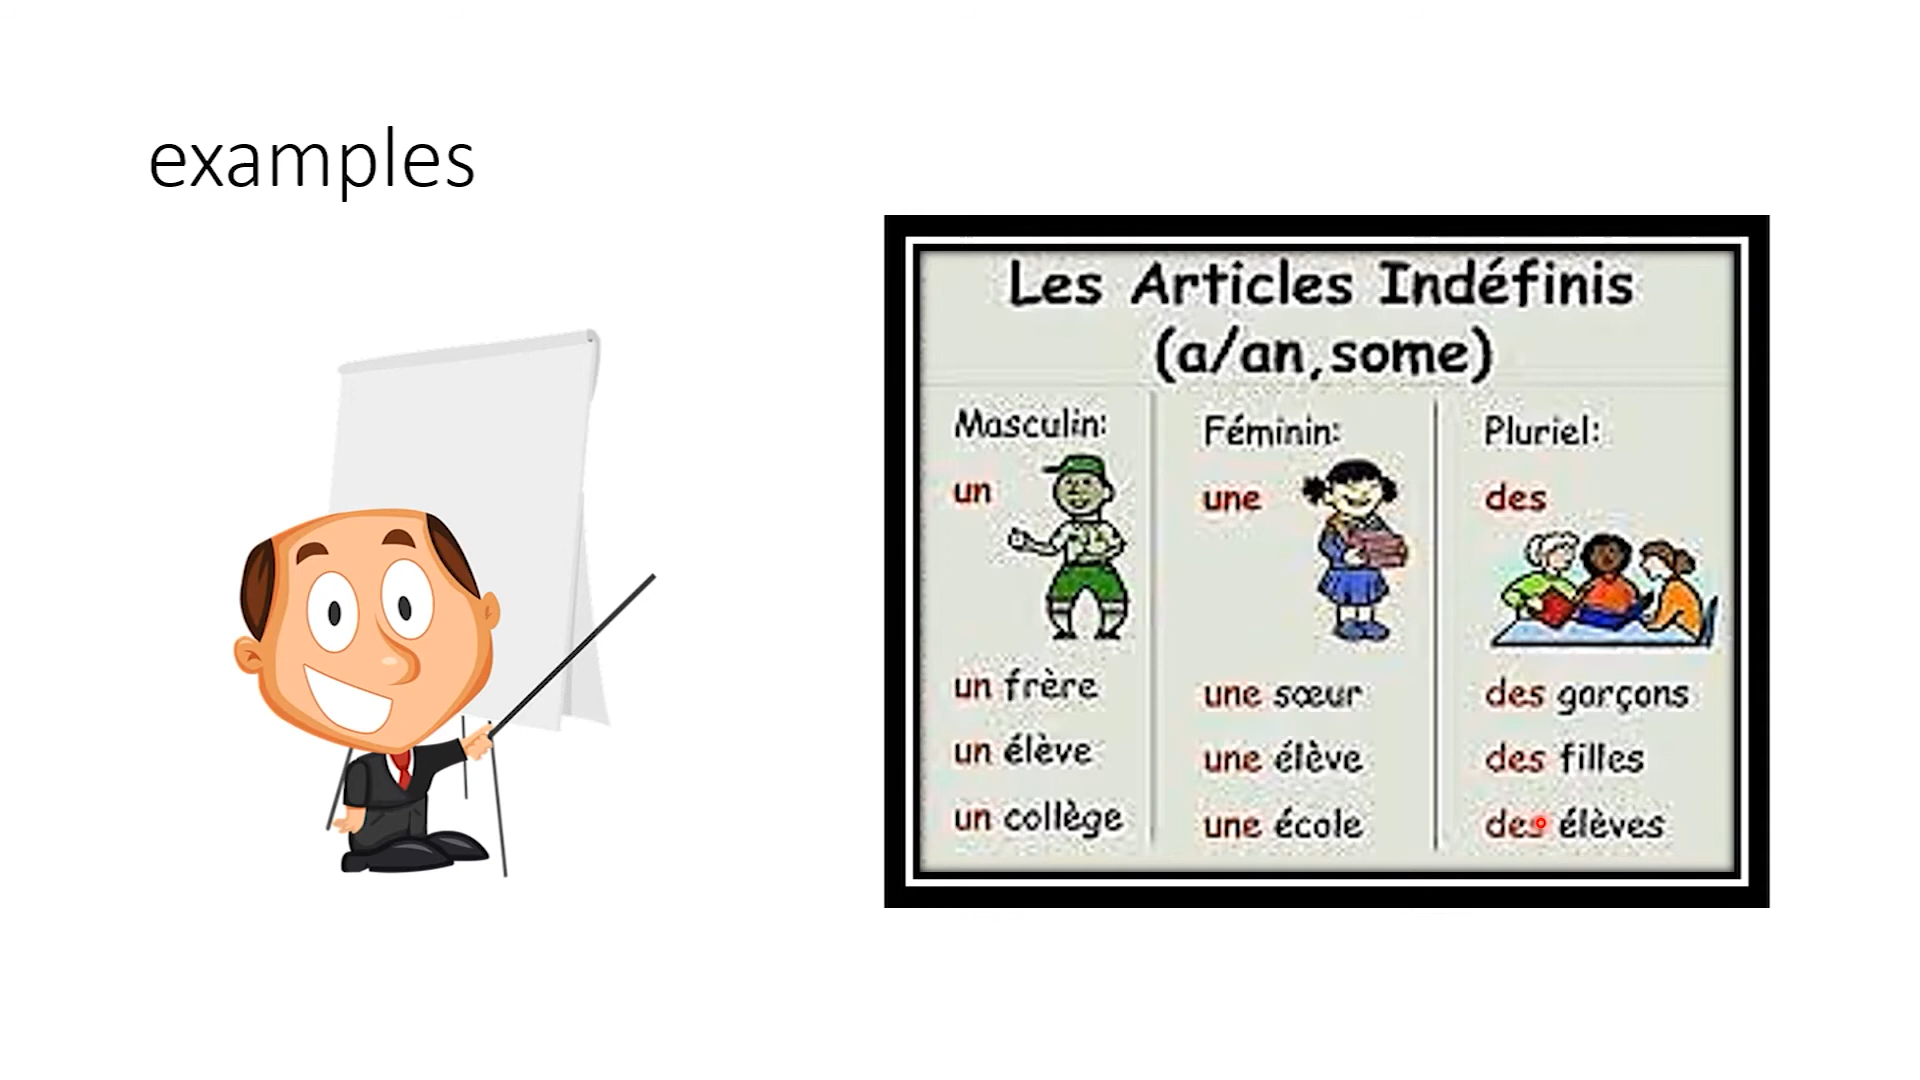 examples
Les Articles Indéfinis
(a/an,some)
Masculin:
un
un frère
un élève
un collège
Féminin:
une
une sœur
une élève
une école
Pluriel:
des
des garçons
des filles
des élèves